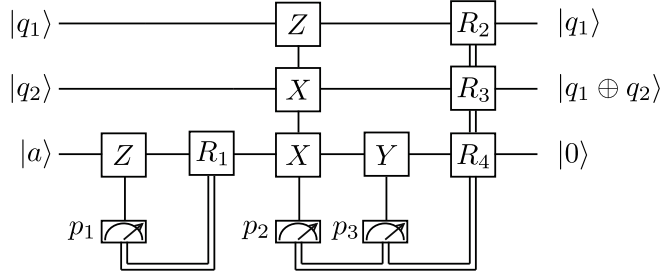 |q₁⟩ Z R₂ |q₁⟩
|q₂⟩ X R₃ |q₁ ⊕ q₂⟩
|a⟩ Z R₁ X Y R₄ |0⟩
p₁ p₂ p₃